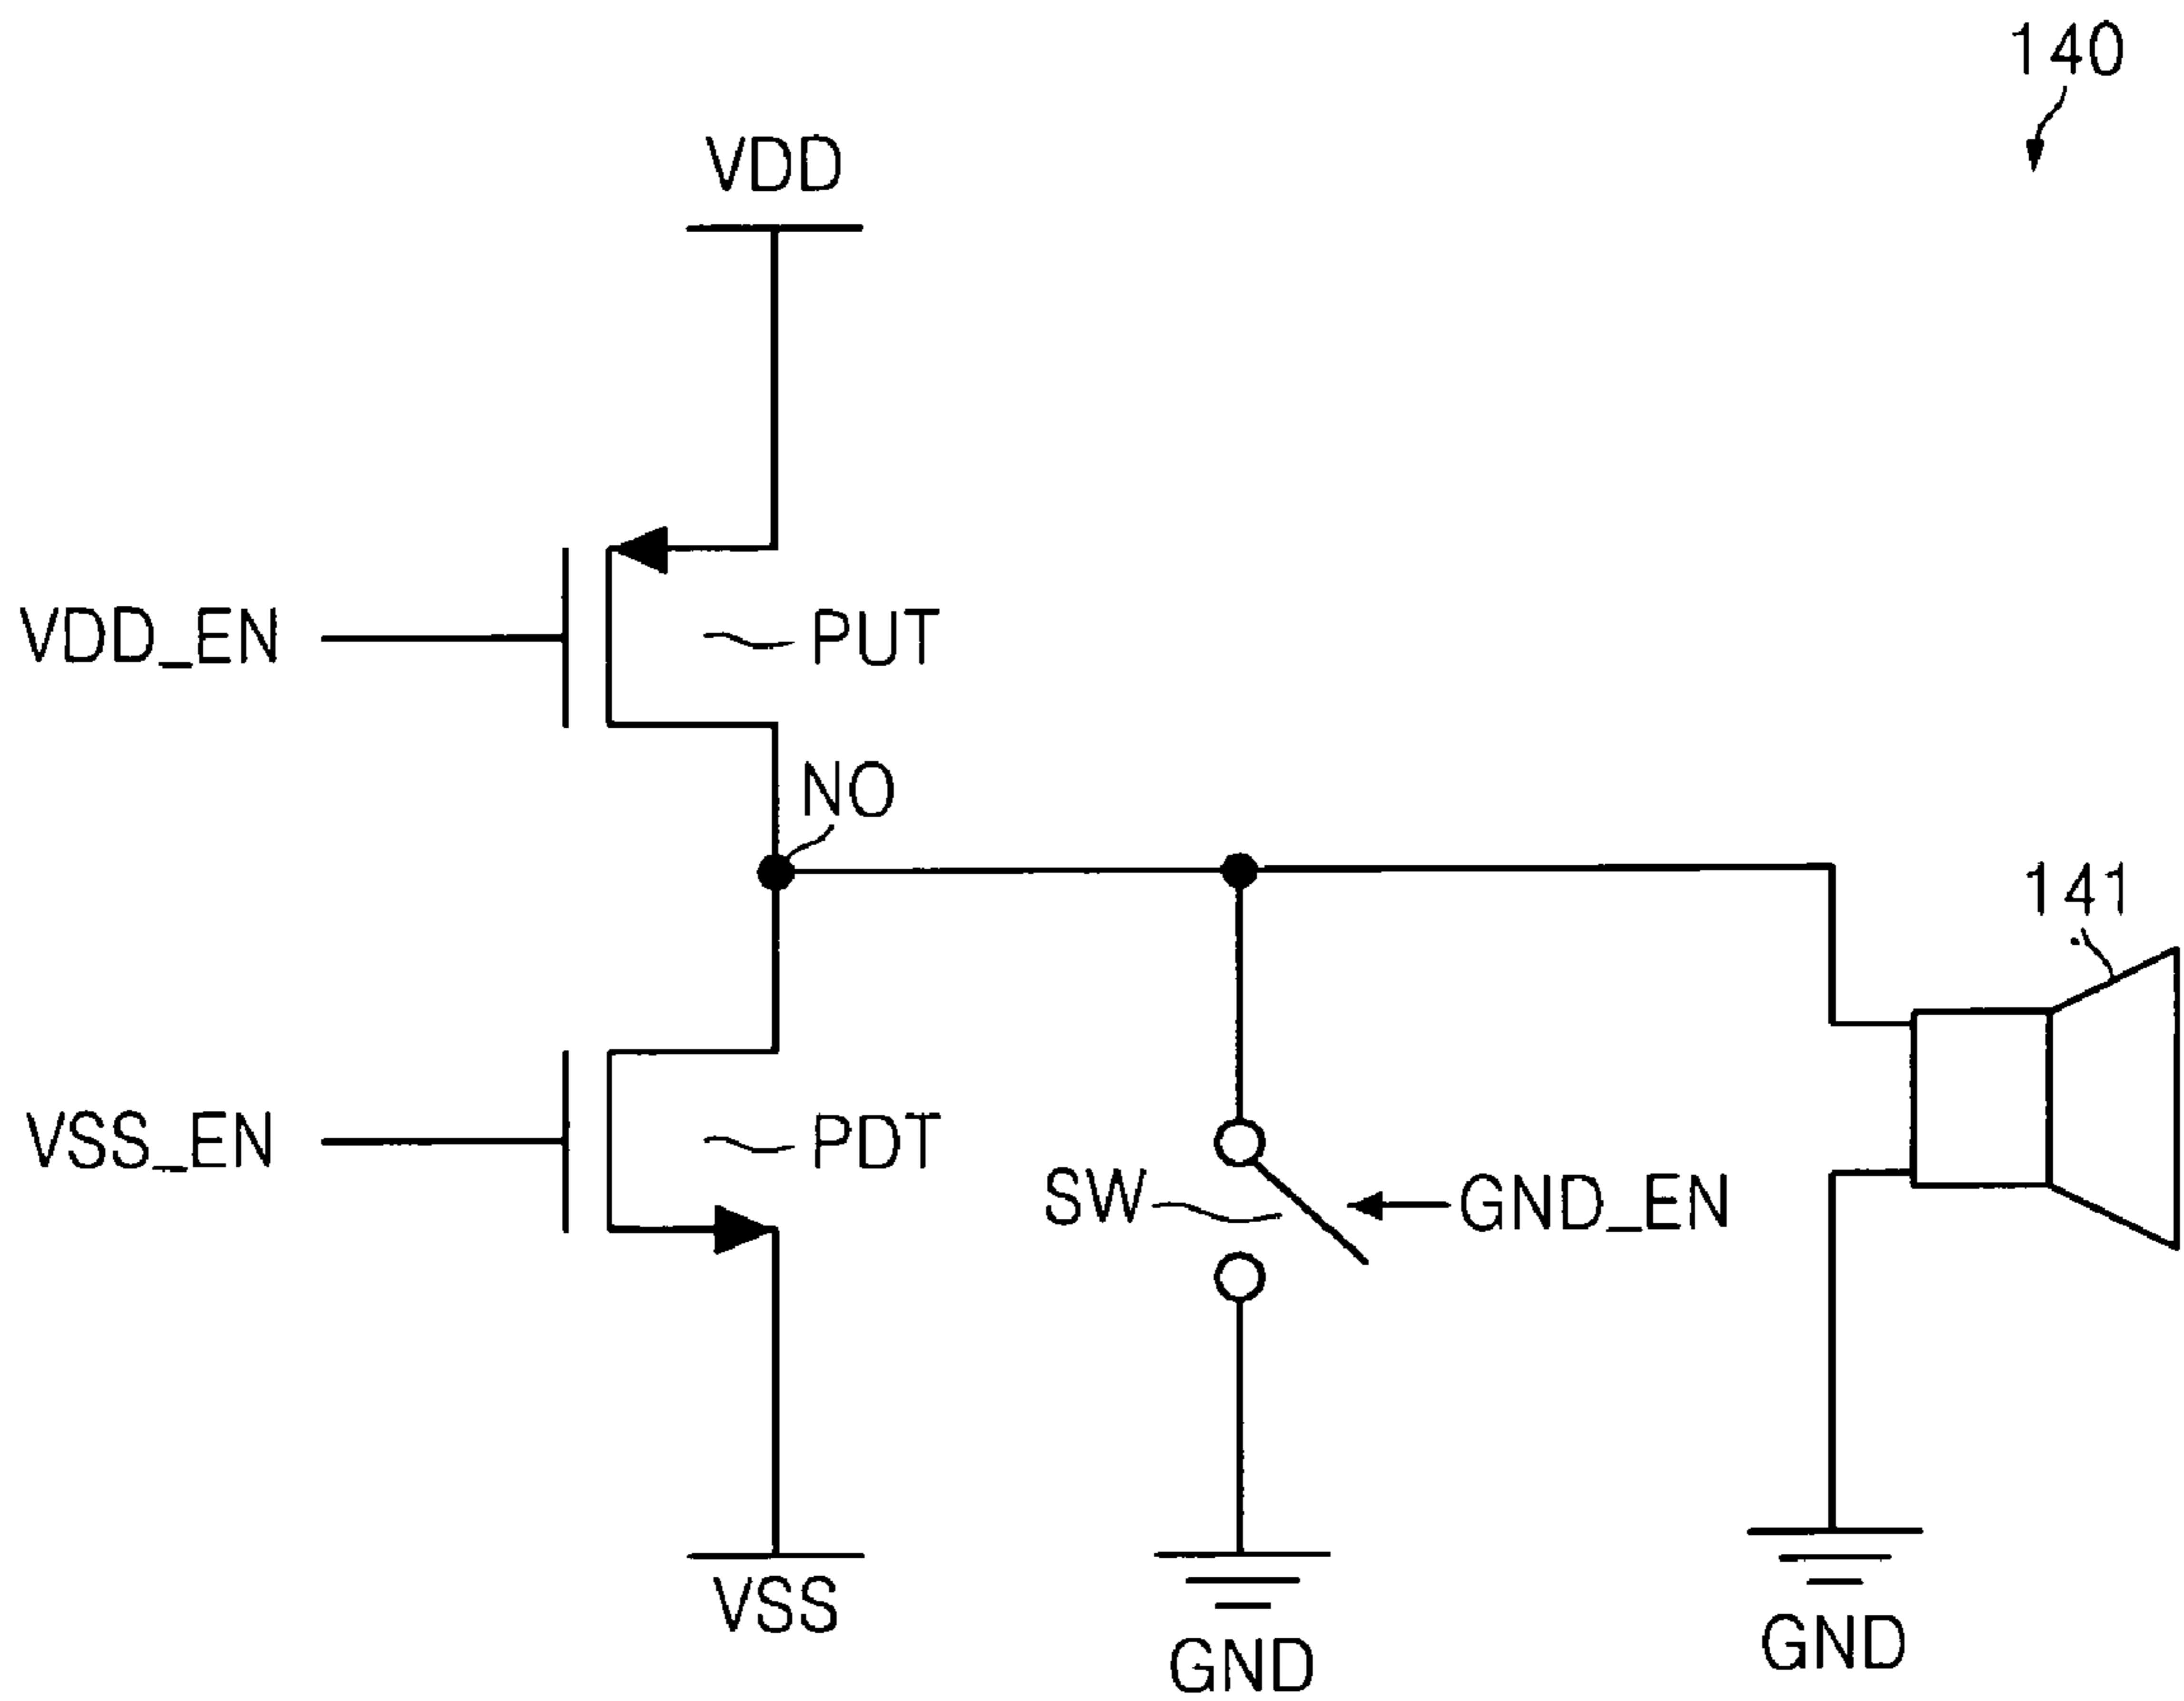 140
VDD
VDD_EN
PUT
NO
141
VSS_EN
PDT
SW
GND_EN
VSS
GND
GND